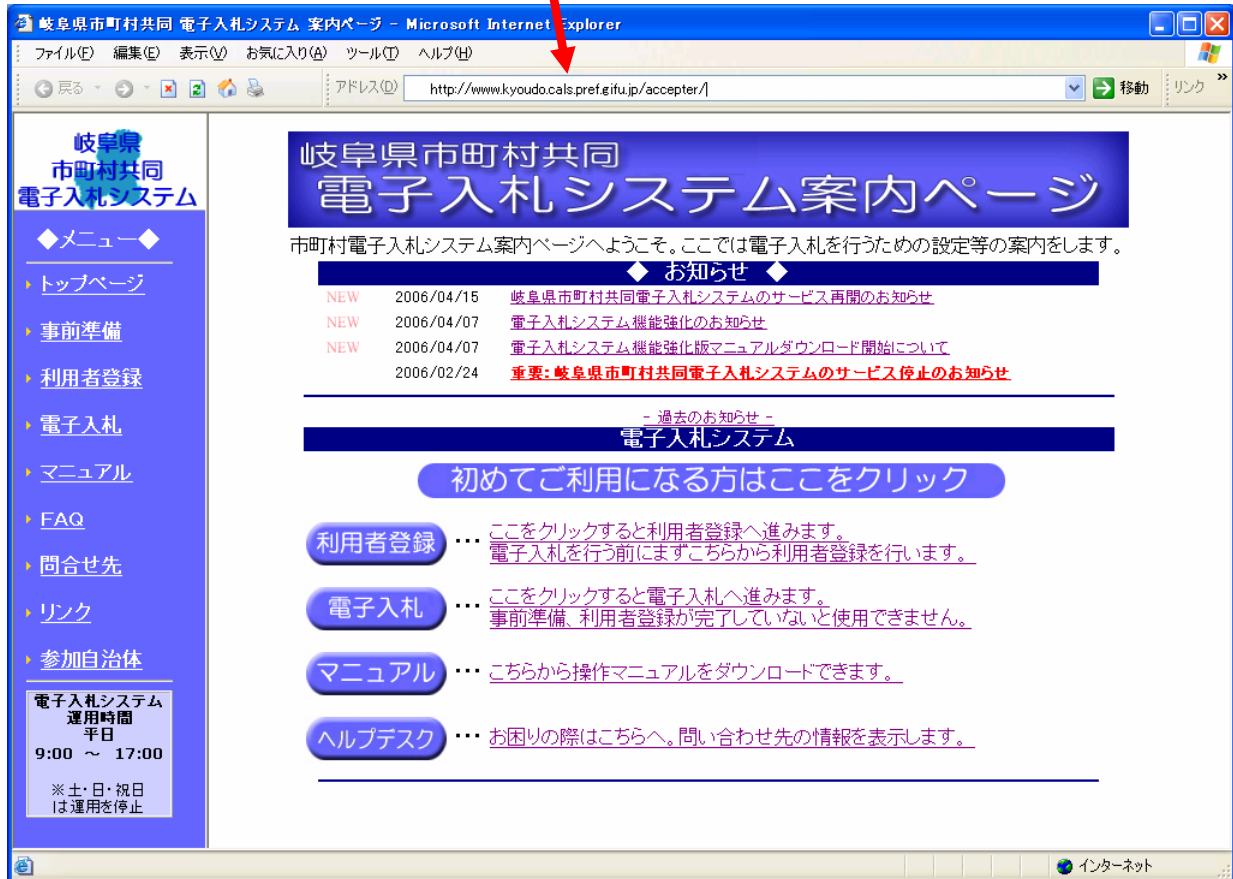 岐阜県市町村共同 電子入札システム 案内ページ - Microsoft Internet Explorer
ファイル(F) 編集(E) 表示(V) お気に入り(A) ツール(T) ヘルプ(H)
戻る アドレス(D) http://www.kyoudo.cals.pref.gifu.jp/accepter/ 移動 リンク »
岐阜県
市町村共同
電子入札システム
◆メニュー◆
トップページ
事前準備
利用者登録
電子入札
マニュアル
FAQ
問合せ先
リンク
参加自治体
電子入札システム
運用時間
平日
9:00 ～ 17:00
※土・日・祝日
は運用を停止
岐阜県市町村共同
電子入札システム案内ページ
市町村電子入札システム案内ページへようこそ。ここでは電子入札を行うための設定等の案内をします。
◆ お知らせ ◆
NEW 2006/04/15 岐阜県市町村共同電子入札システムのサービス再開のお知らせ
NEW 2006/04/07 電子入札システム機能強化のお知らせ
NEW 2006/04/07 電子入札システム機能強化版マニュアルダウンロード開始について
2006/02/24 重要:岐阜県市町村共同電子入札システムのサービス停止のお知らせ
- 過去のお知らせ -
電子入札システム
初めてご利用になる方はここをクリック
利用者登録 … ここをクリックすると利用者登録へ進みます。
電子入札を行う前にまずこちらから利用者登録を行います。
電子入札 … ここをクリックすると電子入札へ進みます。
事前準備、利用者登録が完了していないと使用できません。
マニュアル … こちらから操作マニュアルをダウンロードできます。
ヘルプデスク … お困りの際はこちらへ。問い合わせ先の情報を表示します。
インターネット